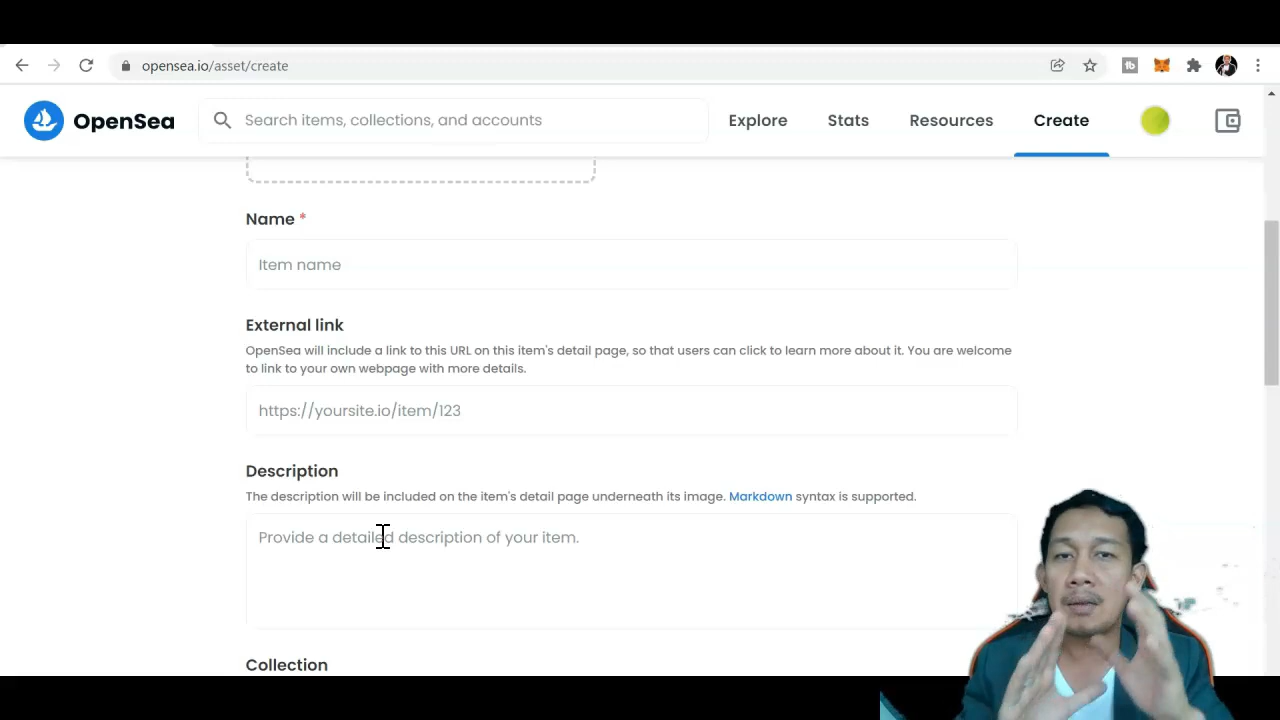 opensea.io/asset/create
OpenSea
Search items, collections, and accounts
Explore
Stats
Resources
Create
Name *
Item name
External link
OpenSea will include a link to this URL on this item's detail page, so that users can click to learn more about it. You are welcome
to link to your own webpage with more details.
https://yoursite.io/item/123
Description
The description will be included on the item's detail page underneath its image. Markdown syntax is supported.
Provide a detailed description of your item.
Collection